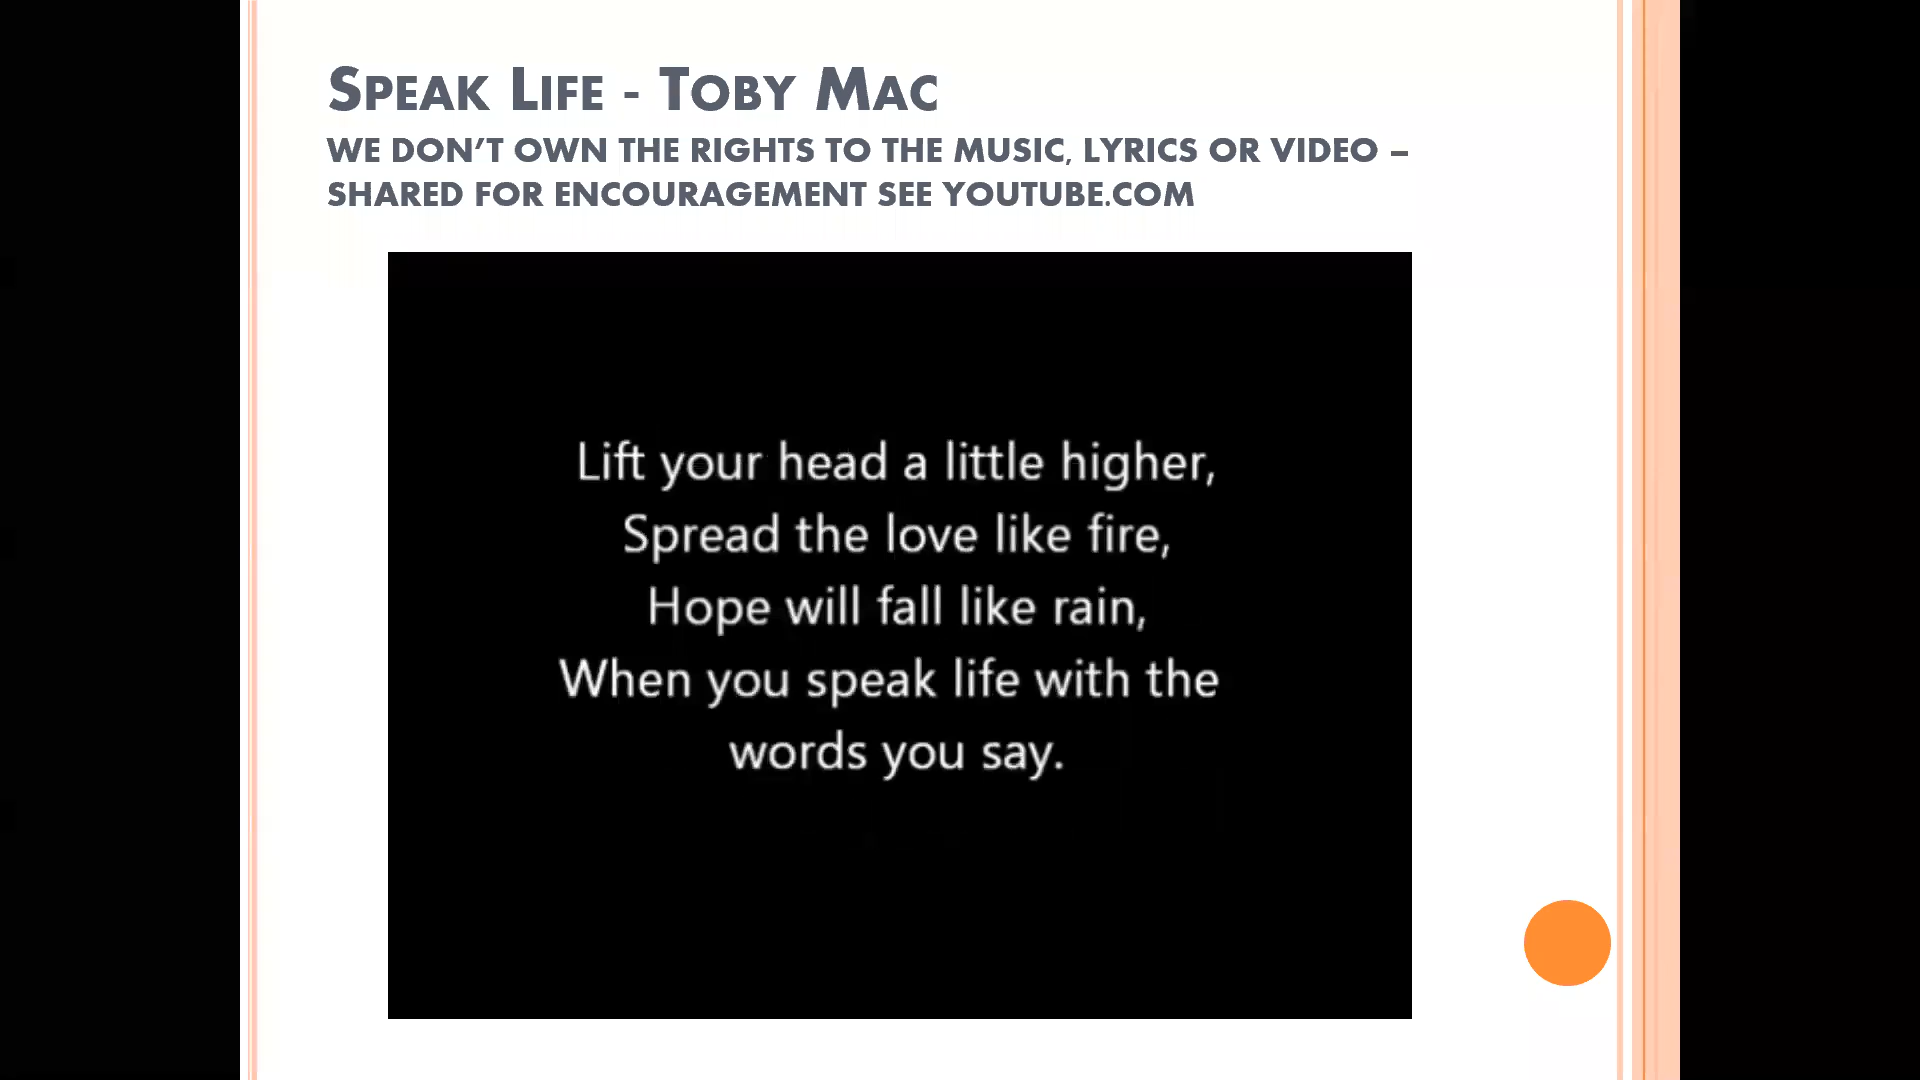 SPEAK LIFE - TOBY MAC
WE DON'T OWN THE RIGHTS TO THE MUSIC, LYRICS OR VIDEO –
SHARED FOR ENCOURAGEMENT SEE YOUTUBE.COM
Lift your head a little higher,
Spread the love like fire,
Hope will fall like rain,
When you speak life with the
words you say.